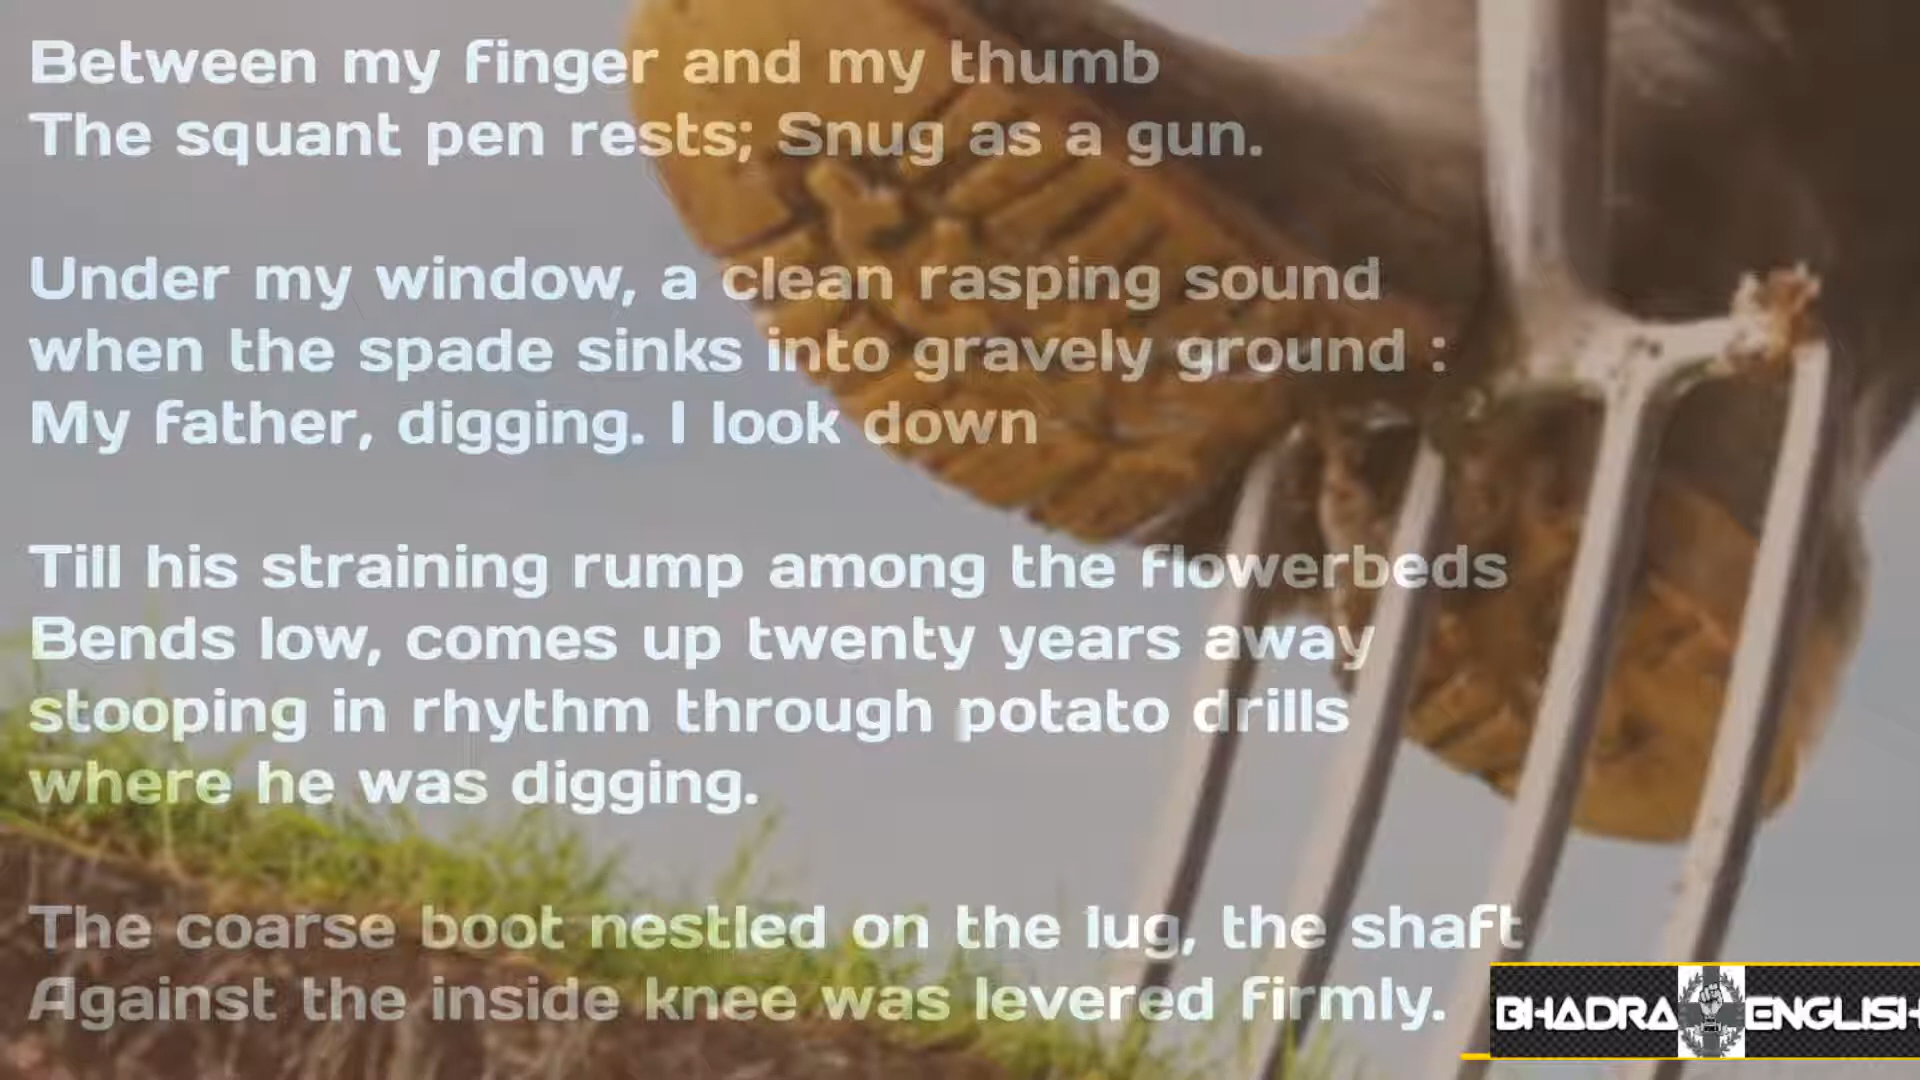 Between my finger and my thumb
The squant pen rests; Snug as a gun.
Under my window, a clean rasping sound
when the spade sinks into gravely ground :
My father, digging. I look down
Till his straining rump among the flowerbeds
Bends low, comes up twenty years away
stooping in rhythm through potato drills
where he was digging.
The coarse boot nestled on the lug, the shaft
Against the inside knee was levered firmly.
BHADRA ENGLISH